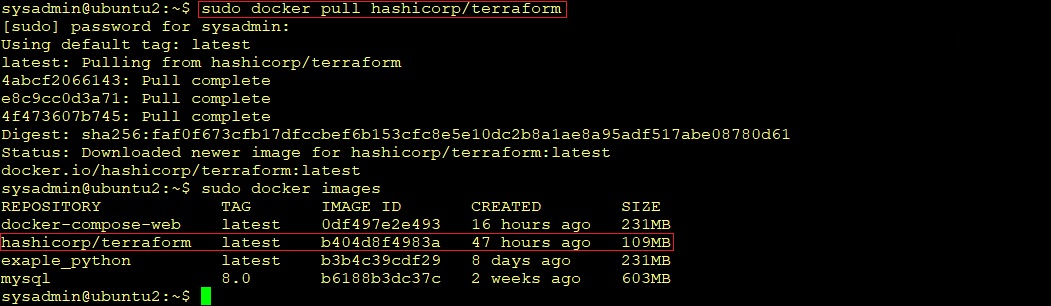 sysadmin@ubuntu2:~$ sudo docker pull hashicorp/terraform
[sudo] password for sysadmin:
Using default tag: latest
latest: Pulling from hashicorp/terraform
4abcf2066143: Pull complete
e8c9cc0d3a71: Pull complete
4f473607b745: Pull complete
Digest: sha256:faf0f673cfb17dfccbef6b153cfc8e5e10dc2b8a1ae8a95adf517abe08780d61
Status: Downloaded newer image for hashicorp/terraform:latest
docker.io/hashicorp/terraform:latest
sysadmin@ubuntu2:~$ sudo docker images
REPOSITORY TAG IMAGE ID CREATED SIZE
docker-compose-web latest 0df497e2e493 16 hours ago 231MB
hashicorp/terraform latest b404d8f4983a 47 hours ago 109MB
exaple_python latest b3b4c39cdf29 8 days ago 231MB
mysql 8.0 b6188b3dc37c 2 weeks ago 603MB
sysadmin@ubuntu2:~$